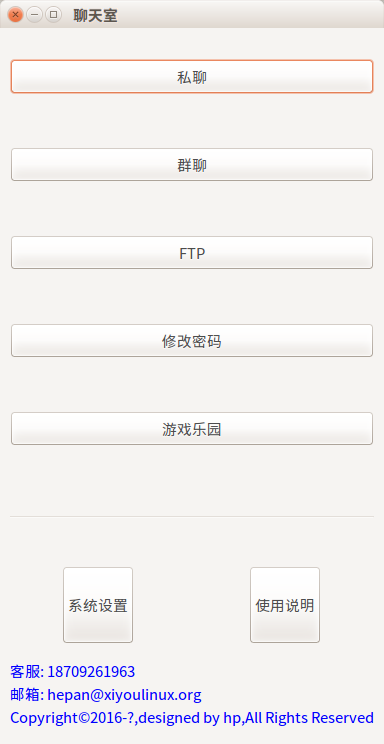 聊天室
私聊
群聊
FTP
修改密码
游戏乐园
系统设置 使用说明
客服: 18709261963
邮箱: hepan@xiyoulinux.org
Copyright©2016-?,designed by hp,All Rights Reserved